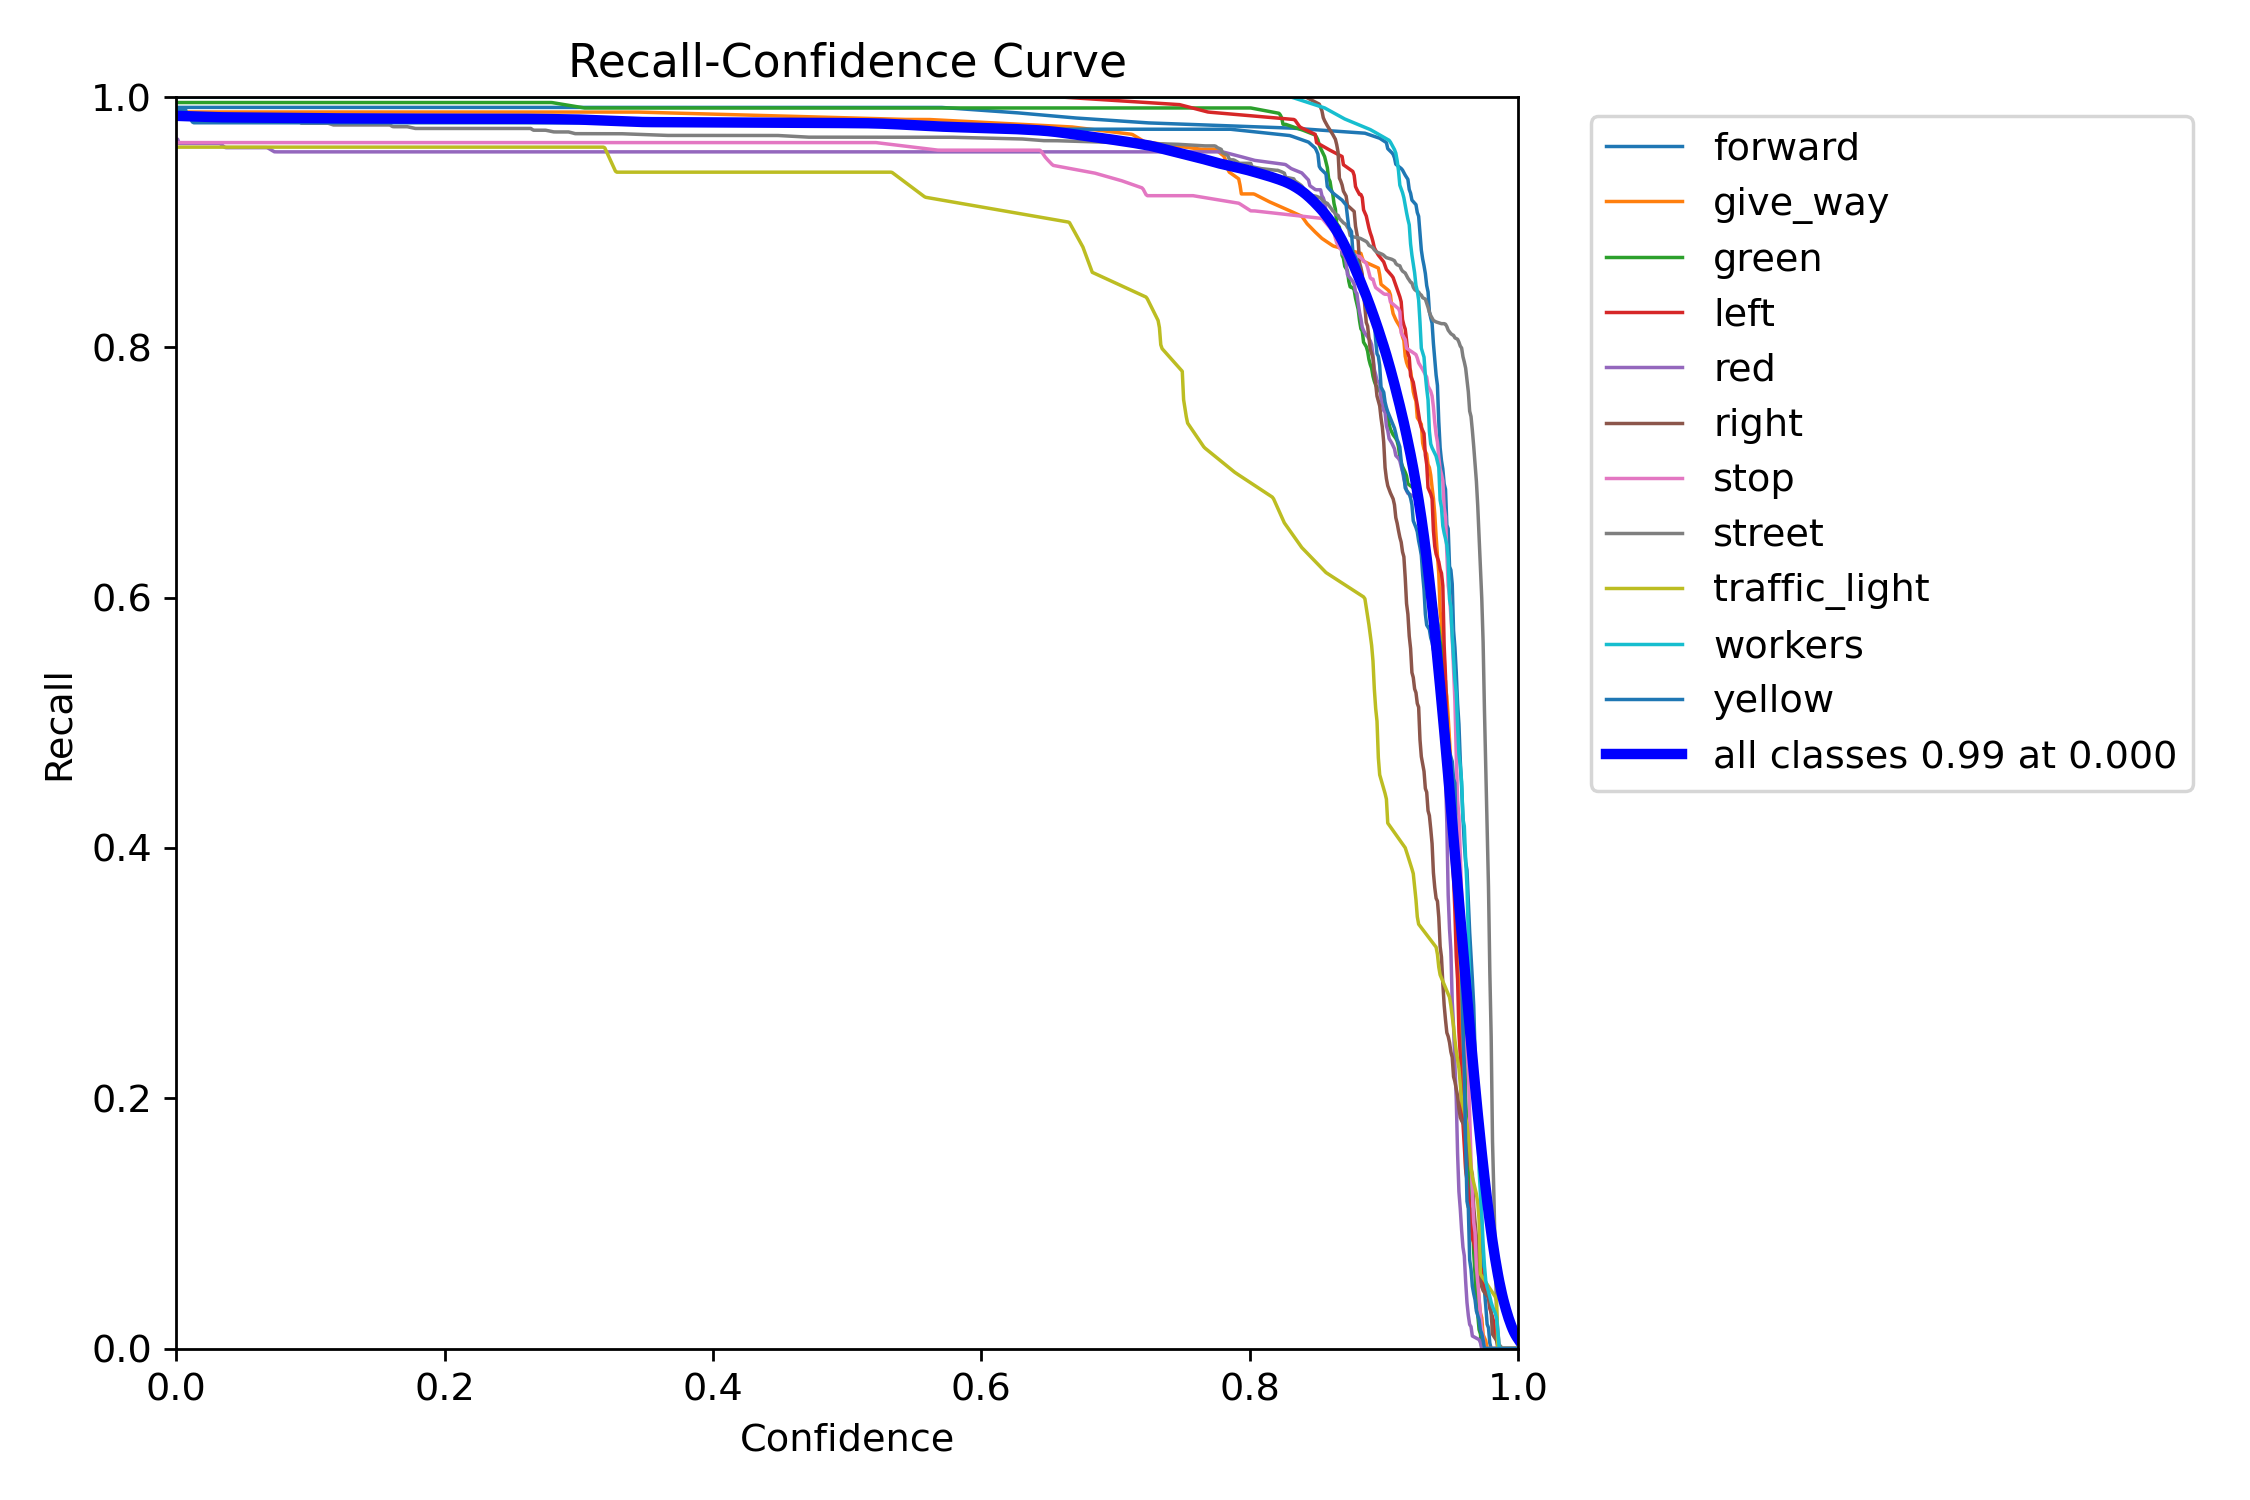 Recall-Confidence Curve
1.0
0.8
0.6
0.4
0.2
0.0
Recall
0.0 0.2 0.4 0.6 0.8 1.0
Confidence
forward
give_way
green
left
red
right
stop
street
traffic_light
workers
yellow
all classes 0.99 at 0.000